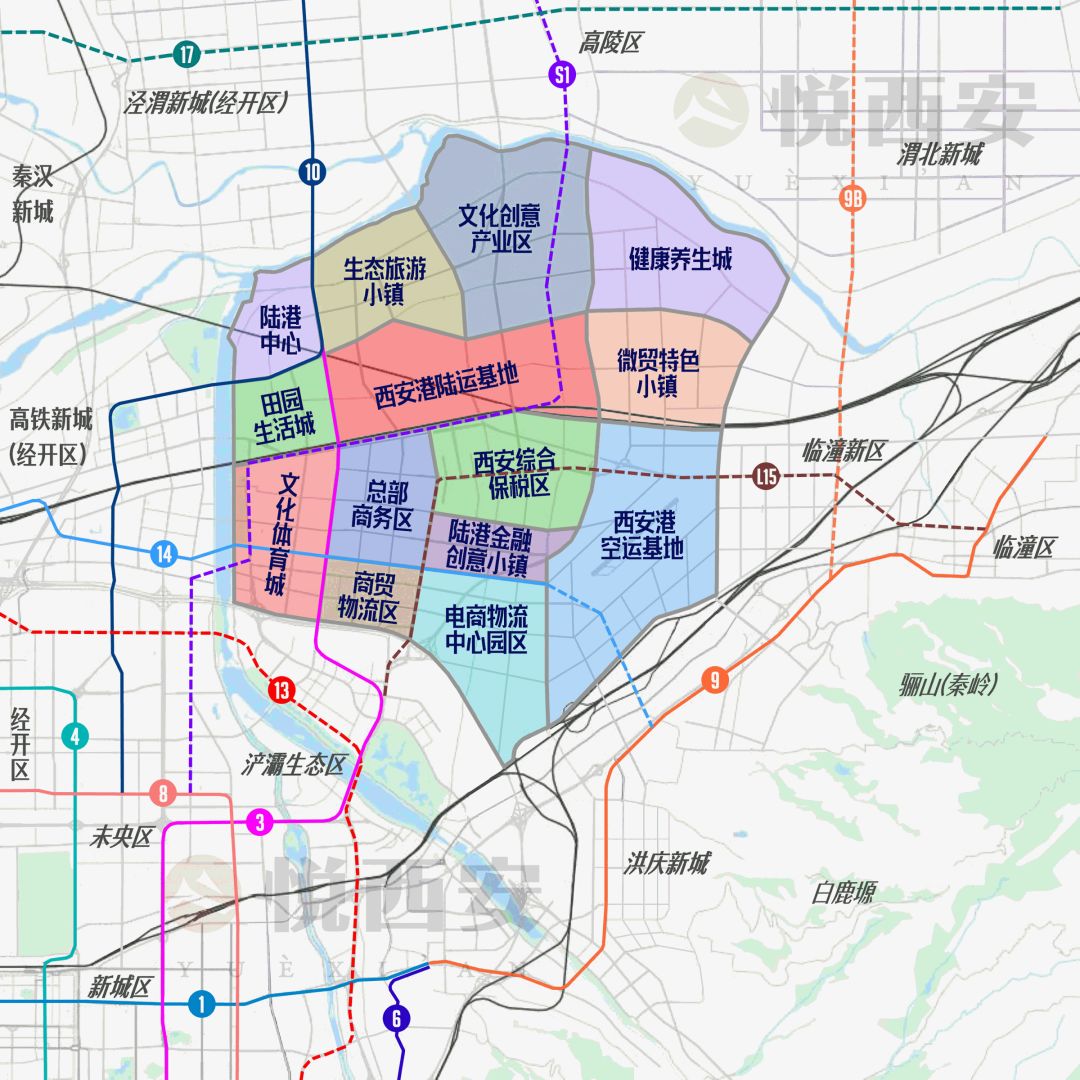 高陵区
17
S1
泾渭新城(经开区)
悦西安
YUÈXI'AN
渭北新城
10
秦汉
新城
9B
文化创意
产业区
健康养生城
生态旅游
小镇
陆港
中心
微贸特色
小镇
西安港陆运基地
田园
生活城
高铁新城
(经开区)
临潼新区
西安综合
保税区
L15
文化体育城
总部
商务区
陆港金融
创意小镇
西安港
空运基地
临潼区
14
商贸
物流区
电商物流
中心园区
13
9
骊山(秦岭)
经开区
4
浐灞生态区
8
3
未央区
洪庆新城
白鹿塬
悦西安
YUÈXI'AN
新城区
1
6